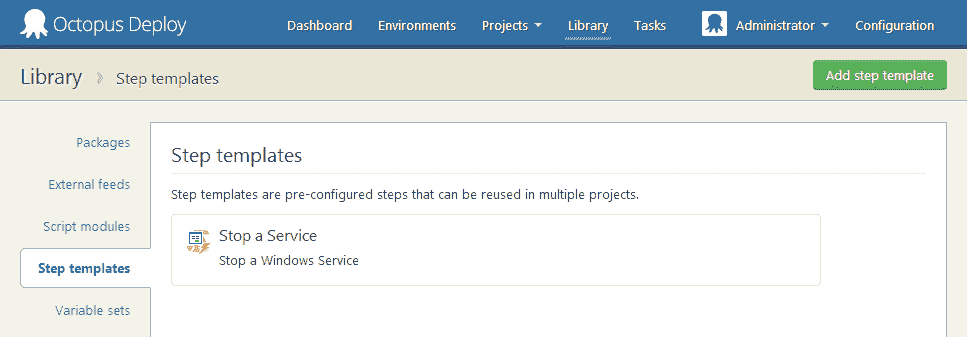 Octopus Deploy Dashboard Environments Projects Library Tasks Administrator Configuration
Library Step templates Add step template
Packages
External feeds
Script modules
Step templates
Variable sets
Step templates
Step templates are pre-configured steps that can be reused in multiple projects.
Stop a Service
Stop a Windows Service